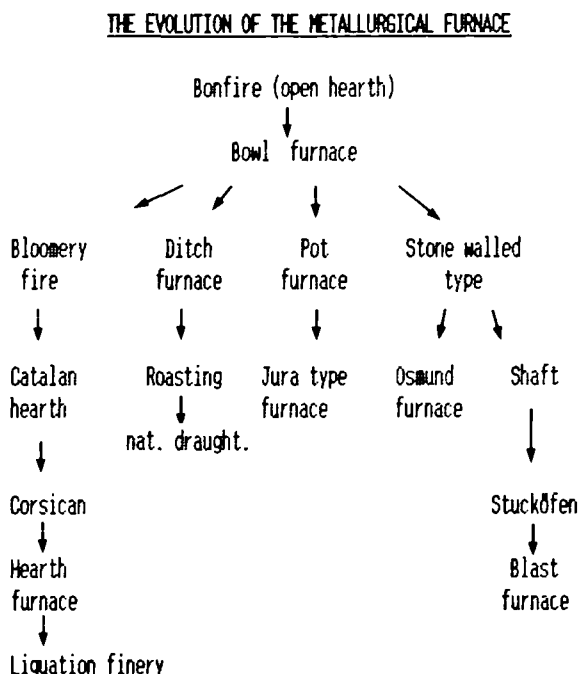 THE EVOLUTION OF THE METALLURGICAL FURNACE
Bonfire (open hearth)
Bowl furnace
Bloomery fire
Ditch furnace
Pot furnace
Stone walled type
Catalan hearth
Roasting
Jura type furnace
Osmund furnace
Shaft
nat. draught.
Corsican
Stucköfen
Hearth furnace
Blast furnace
Liquation finery